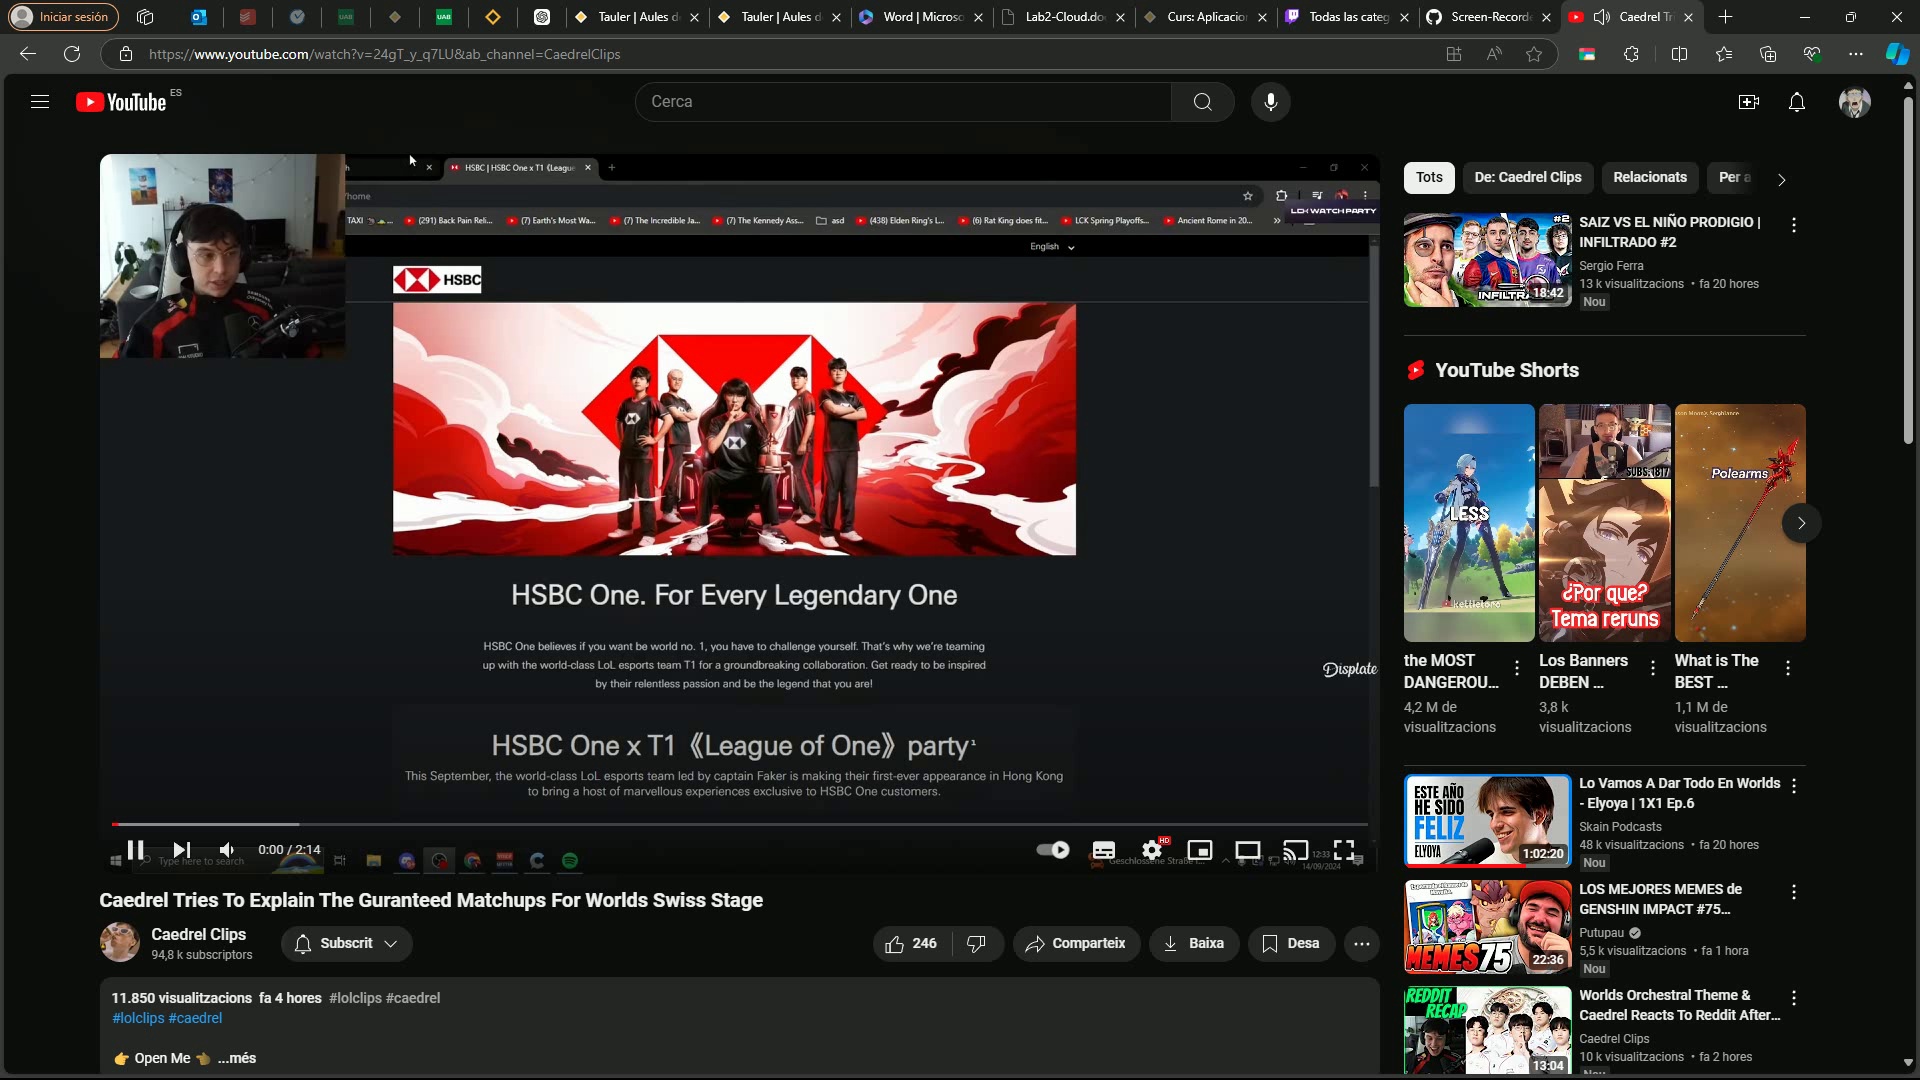 Iniciar sesión
Tauler | Aules d
Tauler | Aules d
Word | Microso
Lab2-Cloud.do
Curs: Aplicacio
Todas las categ
Screen-Recorde
Caedrel Tri
https://www.youtube.com/watch?v=24gT_y_q7LU&ab_channel=CaedrelClips
YouTube ES
Cerca
HSBC | HSBC One x T1《League
home
TAXI
(291) Back Pain Reli...
(7) Earth's Most Wa...
(7) The Incredible Ja...
(7) The Kennedy Ass...
asd
(438) Elden Ring's L...
(6) Rat King does fit...
LCK Spring Playoffs...
Ancient Rome in 20...
LCK WATCH PARTY
English
HSBC
HSBC One. For Every Legendary One
HSBC One believes if you want be world no. 1, you have to challenge yourself. That's why we're teaming
up with the world-class LoL esports team T1 for a groundbreaking collaboration. Get ready to be inspired
by their relentless passion and be the legend that you are!
Displate
HSBC One x T1《League of One》party¹
This September, the world-class LoL esports team led by captain Faker is making their first-ever appearance in Hong Kong
to bring a host of marvellous experiences exclusive to HSBC One customers.
0:00 / 2:14
HD
Type here to search
Geschlossene Straße
12:33
14/09/2024
Caedrel Tries To Explain The Guranteed Matchups For Worlds Swiss Stage
Caedrel Clips
94,8 k subscriptors
Subscrit
246
Comparteix
Baixa
Desa
11.850 visualitzacions fa 4 hores #lolclips #caedrel
#lolclips #caedrel
👉 Open Me 👈 ...més
Tots
De: Caedrel Clips
Relacionats
Per a
#2
INFILTRA
18:42
SAIZ VS EL NIÑO PRODIGIO |
INFILTRADO #2
Sergio Ferra
13 k visualitzacions • fa 20 hores
Nou
YouTube Shorts
LESS
kettletoro
SUBS: 1817
¿Por que?
Tema reruns
Polearms
the MOST
DANGEROU...
4,2 M de
visualitzacions
Los Banners
DEBEN ...
3,8 k
visualitzacions
What is The
BEST ...
1,1 M de
visualitzacions
ESTE AÑO
HE SIDO
FELIZ
ELYOYA
1:02:20
Lo Vamos A Dar Todo En Worlds
- Elyoya | 1X1 Ep.6
Skain Podcasts
48 k visualitzacions • fa 20 hores
Nou
MEMES 75
22:36
LOS MEJORES MEMES de
GENSHIN IMPACT #75...
Putupau
5,5 k visualitzacions • fa 1 hora
Nou
REDDIT
RECAP
13:04
Worlds Orchestral Theme &
Caedrel Reacts To Reddit After...
Caedrel Clips
10 k visualitzacions • fa 2 hores
Nou